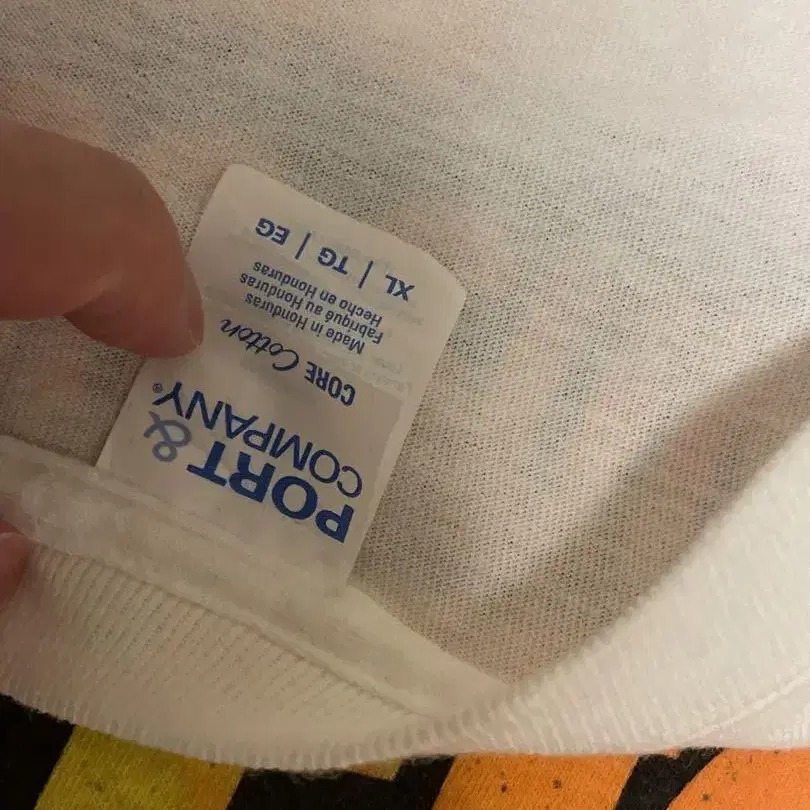 PORT &
COMPANY®
CORE Cotton
Made in Honduras
Fabriqué au Honduras
Hecho en Honduras
XL | TG | EG